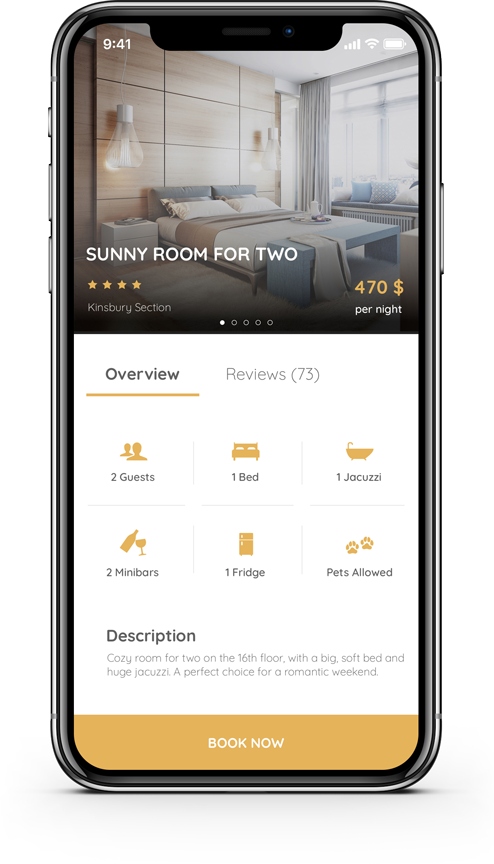 9:41
SUNNY ROOM FOR TWO
Kinsbury Section
470 $
per night
Overview
Reviews (73)
2 Guests
1 Bed
1 Jacuzzi
2 Minibars
1 Fridge
Pets Allowed
Description
Cozy room for two on the 16th floor, with a big, soft bed and
huge jacuzzi. A perfect choice for a romantic weekend.
BOOK NOW